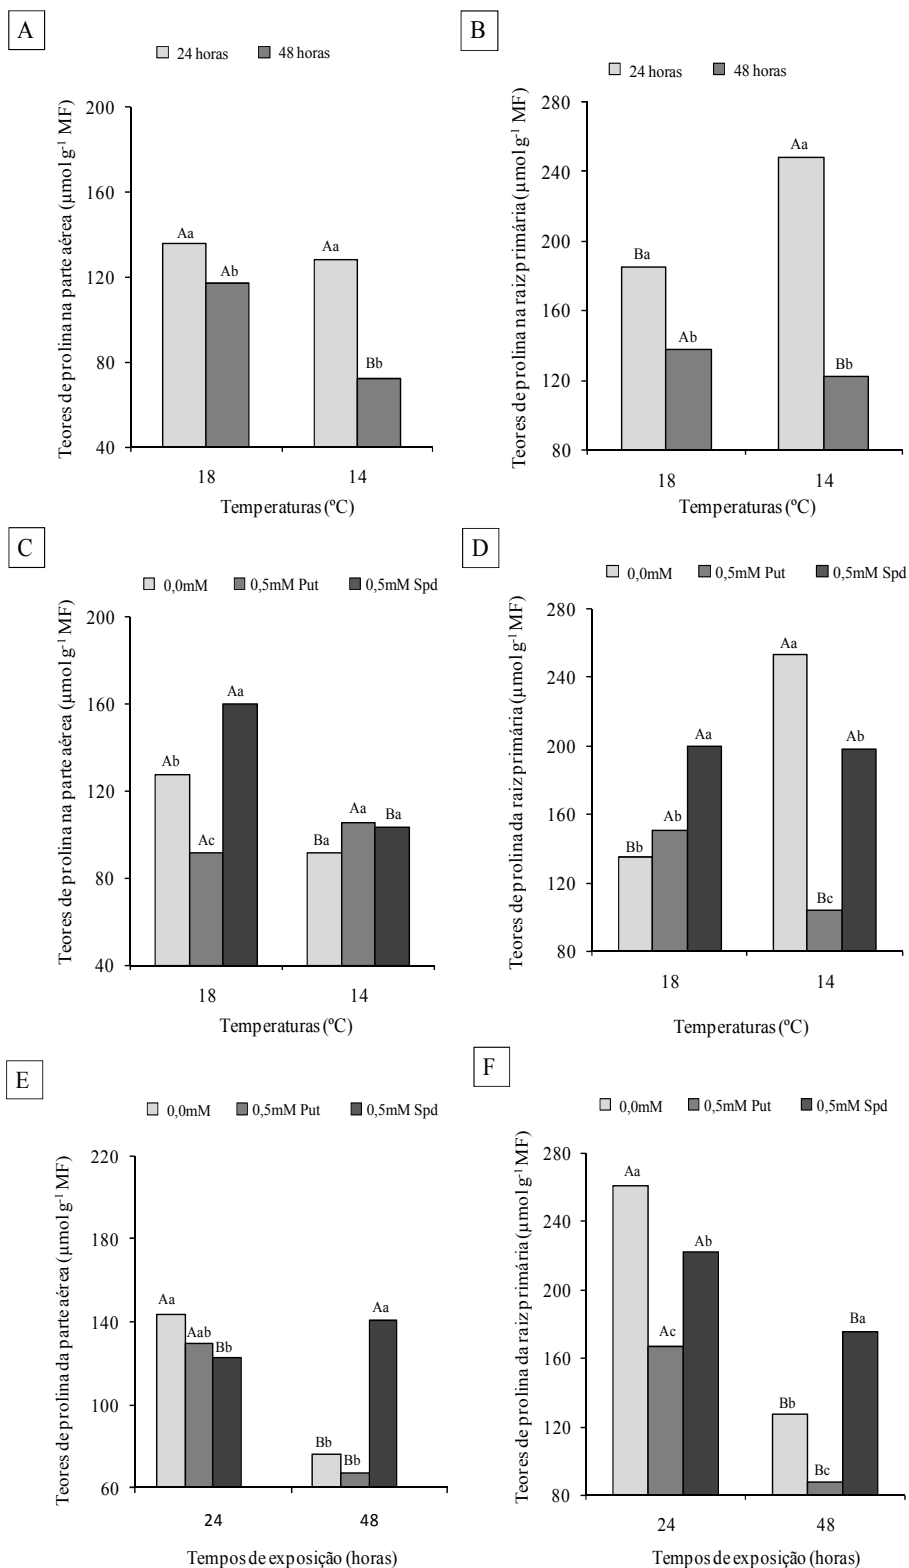 A
24 horas 48 horas
Teores de prolina na parte aérea (µmol g-1 MF)
200
160
120
80
40
Aa
Ab
Aa
Bb
18 14
Temperaturas (ºC)
B
24 horas 48 horas
Teores de prolina na raiz primária (µmol g-1 MF)
280
240
200
160
120
80
Ba
Ab
Aa
Bb
18 14
Temperaturas (ºC)
C
0,0mM 0,5mM Put 0,5mM Spd
Teores de prolina na parte aérea (µmol g-1 MF)
200
160
120
80
40
Ab
Ac
Aa
Ba
Aa
Ba
18 14
Temperaturas (ºC)
D
0,0mM 0,5mM Put 0,5mM Spd
Teores de prolina da raiz primária (µmol g-1 MF)
280
240
200
160
120
80
Bb
Ab
Aa
Aa
Bc
Ab
18 14
Temperaturas (ºC)
E
0,0mM 0,5mM Put 0,5mM Spd
Teores de prolina da parte aérea (µmol g-1 MF)
220
180
140
100
60
Aa
Aab
Bb
Bb
Bb
Aa
24 48
Tempos de exposição (horas)
F
0,0mM 0,5mM Put 0,5mM Spd
Teores de prolina da raiz primária (µmol g-1 MF)
280
240
200
160
120
80
Aa
Ac
Ab
Bb
Bc
Ba
24 48
Tempos de exposição (horas)